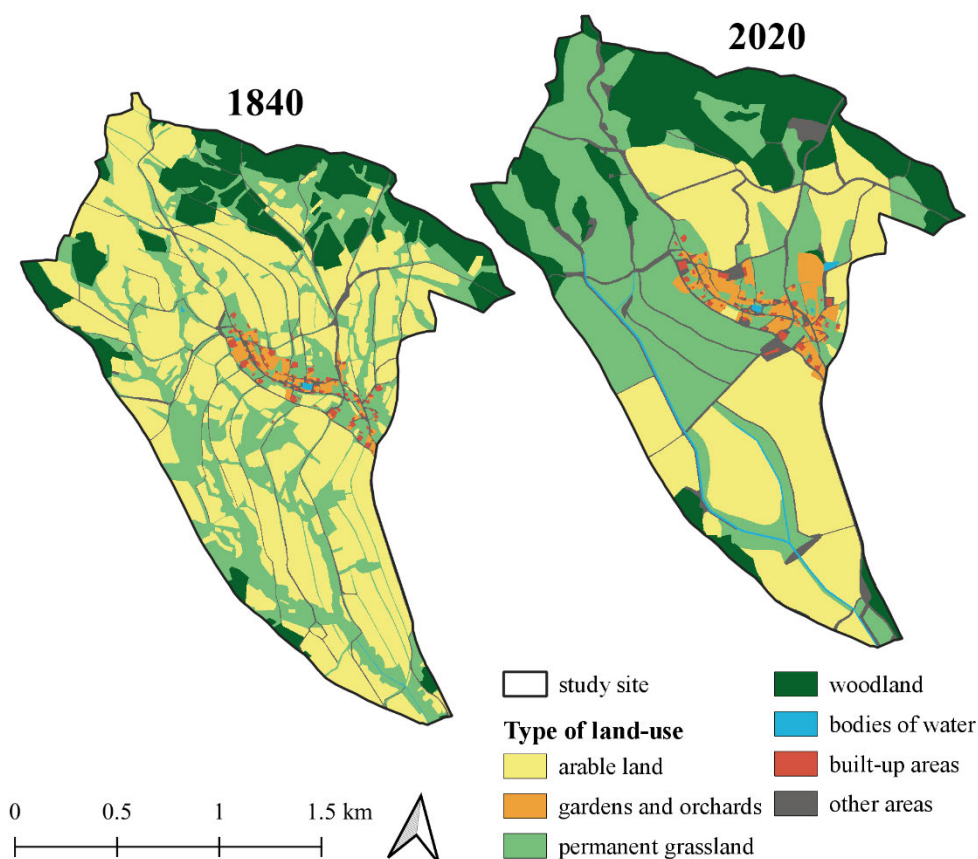 2020
1840
study site
Type of land-use
arable land
gardens and orchards
permanent grassland
woodland
bodies of water
built-up areas
other areas
0 0.5 1 1.5 km